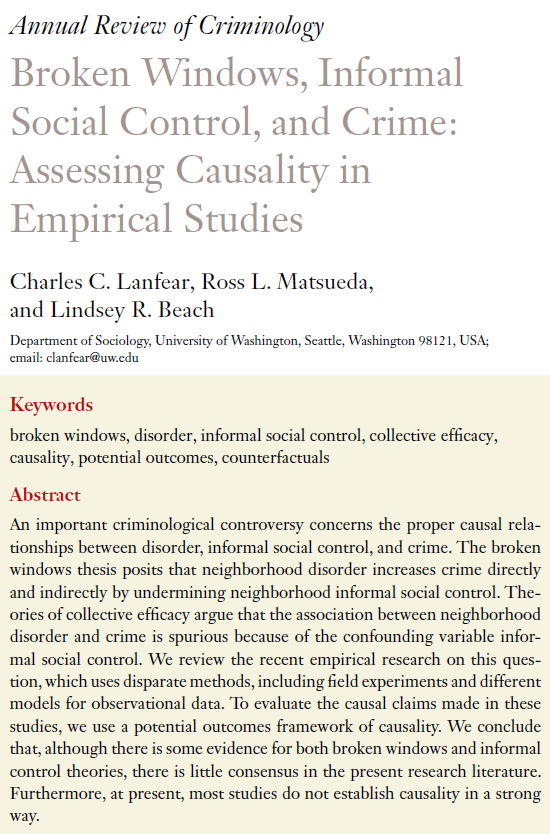 Annual Review of Criminology
Broken Windows, Informal
Social Control, and Crime:
Assessing Causality in
Empirical Studies
Charles C. Lanfear, Ross L. Matsueda,
and Lindsey R. Beach
Department of Sociology, University of Washington, Seattle, Washington 98121, USA;
email: clanfear@uw.edu
Keywords
broken windows, disorder, informal social control, collective efficacy,
causality, potential outcomes, counterfactuals
Abstract
An important criminological controversy concerns the proper causal rela-
tionships between disorder, informal social control, and crime. The broken
windows thesis posits that neighborhood disorder increases crime directly
and indirectly by undermining neighborhood informal social control. The-
ories of collective efficacy argue that the association between neighborhood
disorder and crime is spurious because of the confounding variable infor-
mal social control. We review the recent empirical research on this ques-
tion, which uses disparate methods, including field experiments and different
models for observational data. To evaluate the causal claims made in these
studies, we use a potential outcomes framework of causality. We conclude
that, although there is some evidence for both broken windows and informal
control theories, there is little consensus in the present research literature.
Furthermore, at present, most studies do not establish causality in a strong
way.